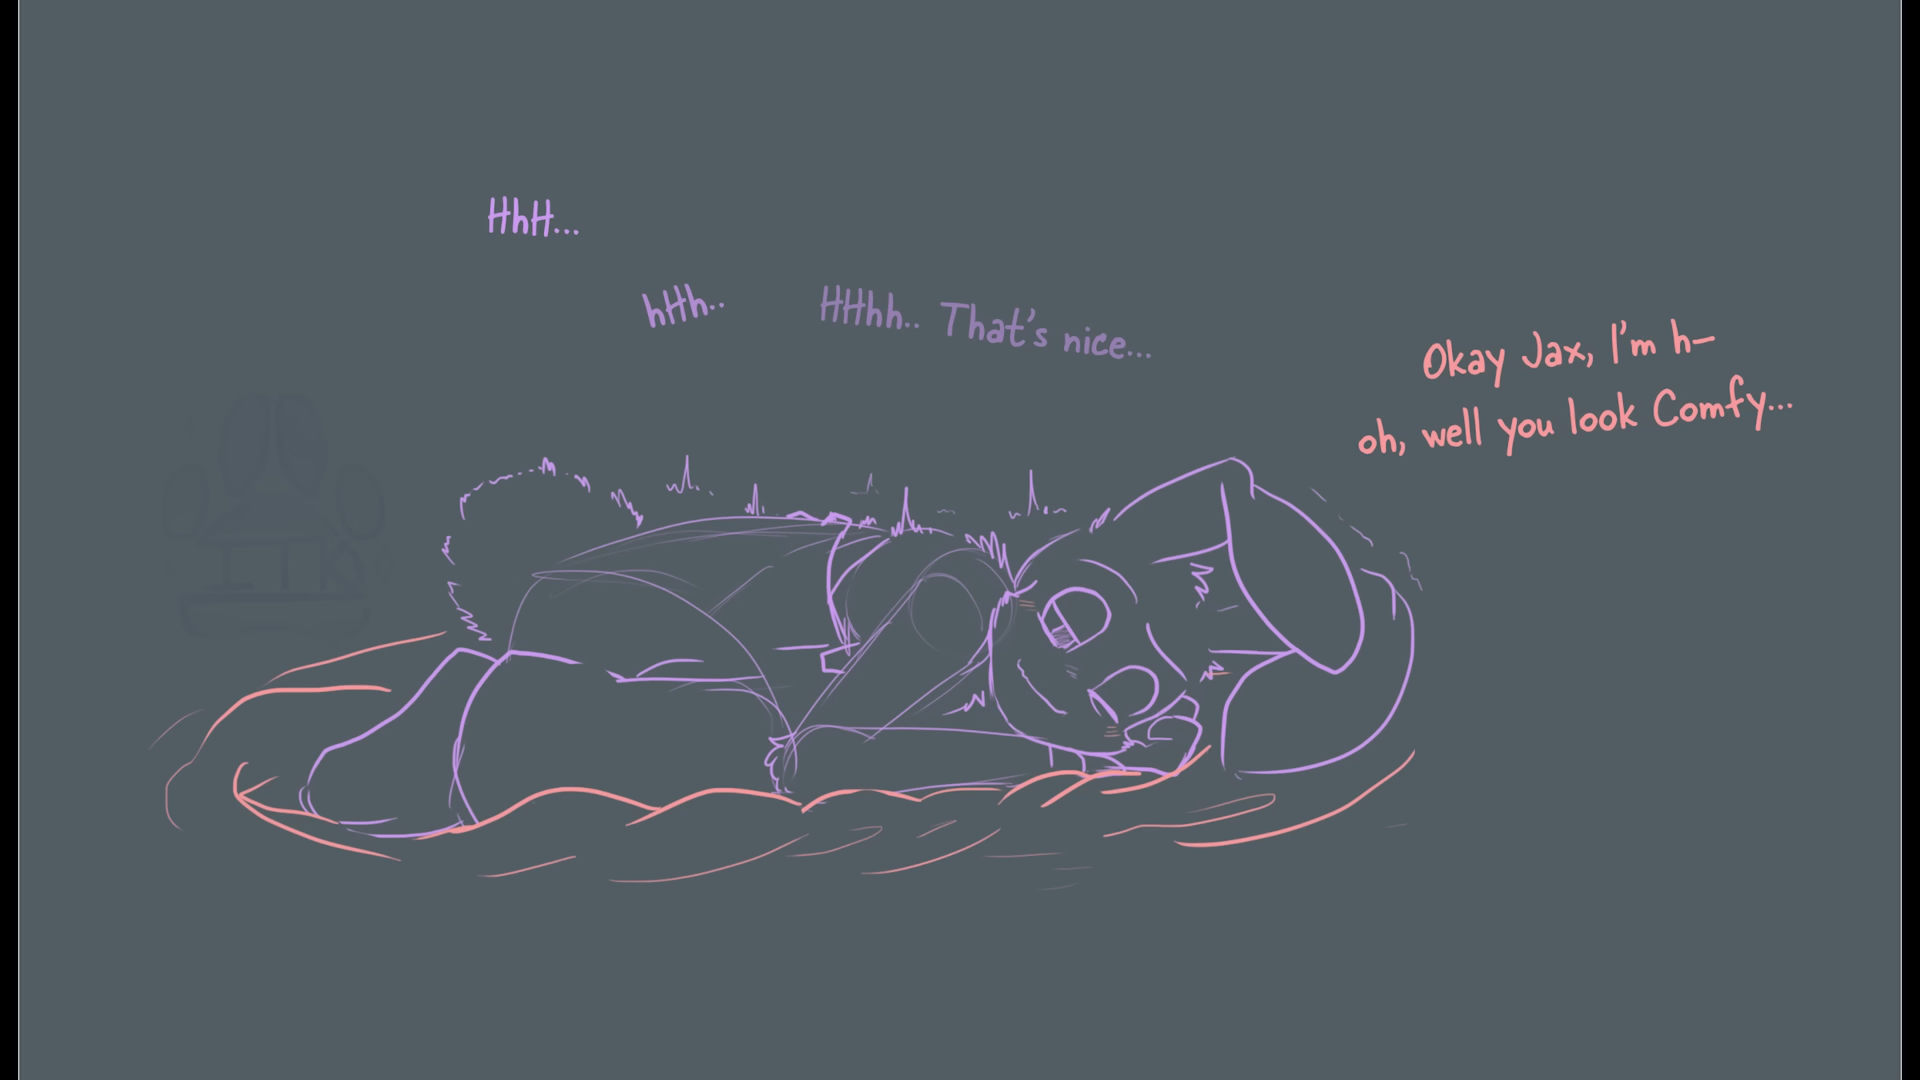 HhH...
hHh..
HHhh.. That's nice...
Okay Jax, I'm h-
oh, well you look Comfy...